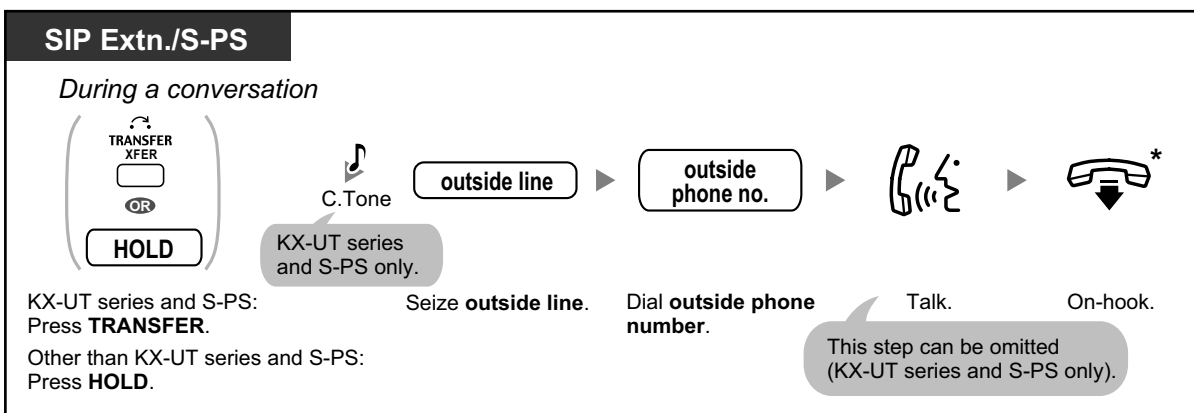 SIP Extn./S-PS
During a conversation
TRANSFER
XFER
OR
HOLD
C.Tone
KX-UT series
and S-PS only.
outside line
outside
phone no.
*
KX-UT series and S-PS:
Press TRANSFER.
Other than KX-UT series and S-PS:
Press HOLD.
Seize outside line.
Dial outside phone
number.
Talk.
On-hook.
This step can be omitted
(KX-UT series and S-PS only).